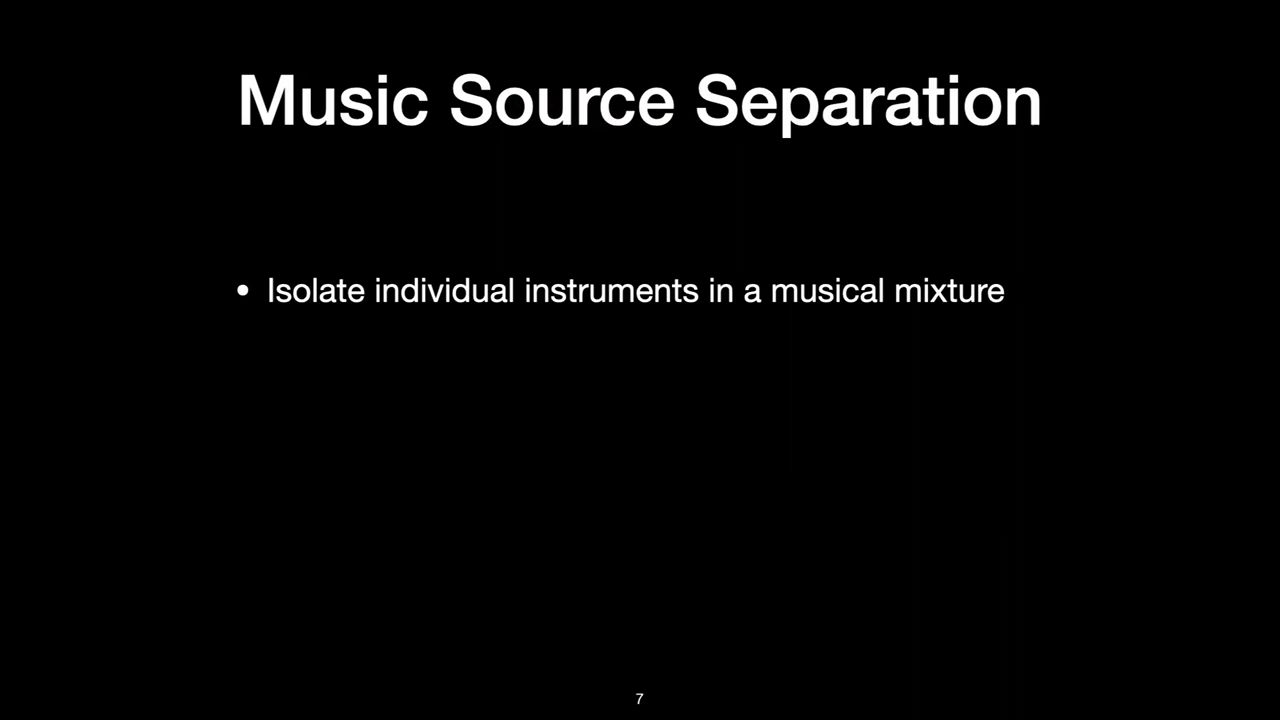 Music Source Separation
• Isolate individual instruments in a musical mixture
7